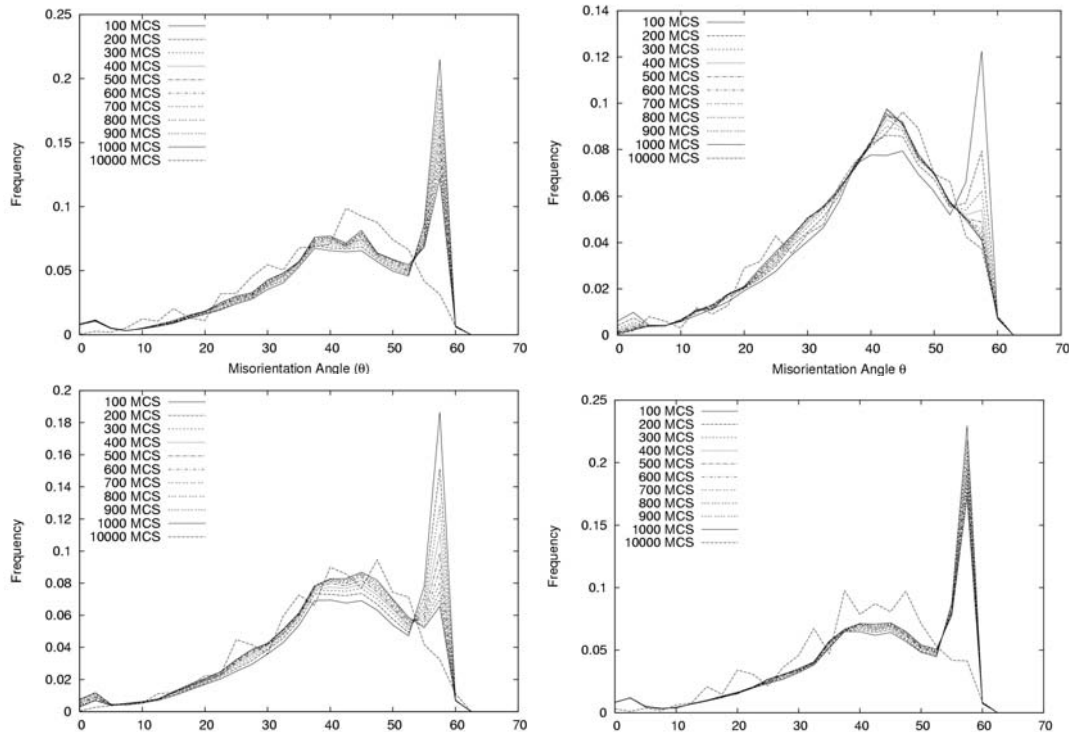 0.25
0.2
0.15
0.1
0.05
0
Frequency
100 MCS
200 MCS
300 MCS
400 MCS
500 MCS
600 MCS
700 MCS
800 MCS
900 MCS
1000 MCS
10000 MCS
0 10 20 30 40 50 60 70
Misorientation Angle (θ)
0.14
0.12
0.1
0.08
0.06
0.04
0.02
0
Frequency
100 MCS
200 MCS
300 MCS
400 MCS
500 MCS
600 MCS
700 MCS
800 MCS
900 MCS
1000 MCS
10000 MCS
0 10 20 30 40 50 60 70
Misorientation Angle θ
0.2
0.18
0.16
0.14
0.12
0.1
0.08
0.06
0.04
0.02
0
Frequency
100 MCS
200 MCS
300 MCS
400 MCS
500 MCS
600 MCS
700 MCS
800 MCS
900 MCS
1000 MCS
10000 MCS
0 10 20 30 40 50 60 70
0.25
0.2
0.15
0.1
0.05
0
Frequency
100 MCS
200 MCS
300 MCS
400 MCS
500 MCS
600 MCS
700 MCS
800 MCS
900 MCS
1000 MCS
10000 MCS
0 10 20 30 40 50 60 70